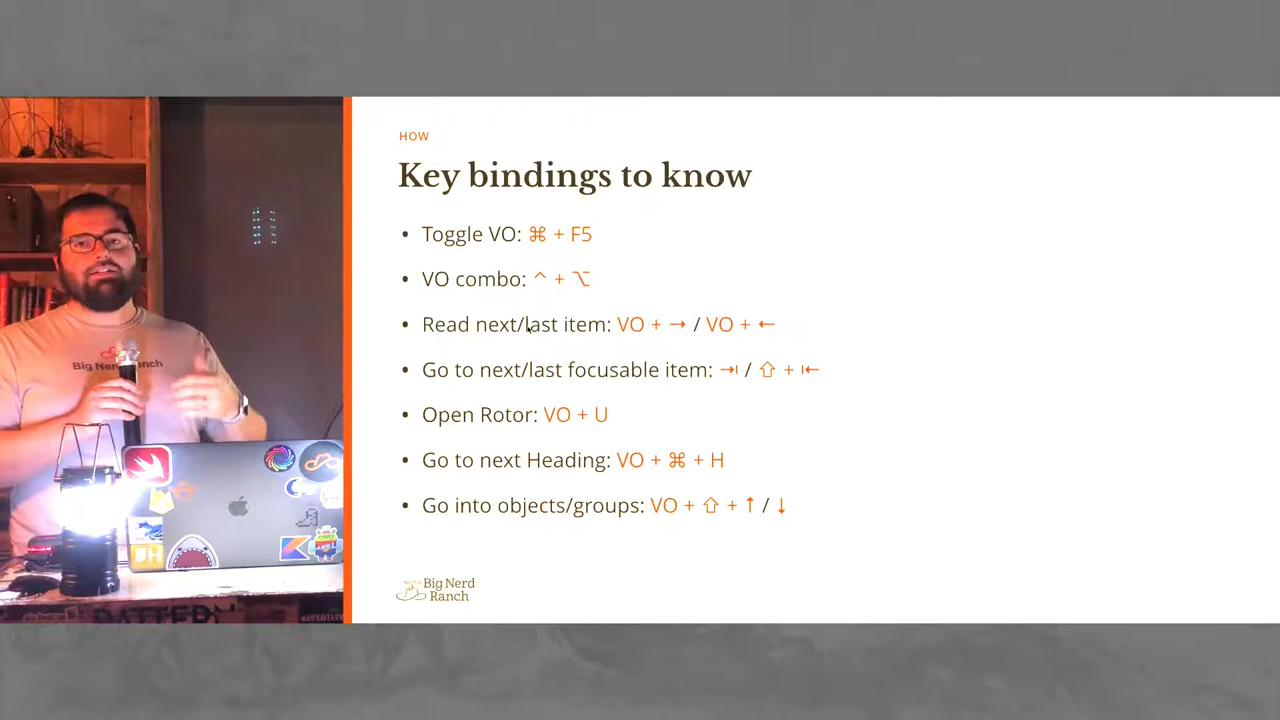 HOW
Key bindings to know
• Toggle VO: ⌘ + F5
• VO combo: ^ + ⌥
• Read next/last item: VO + → / VO + ←
• Go to next/last focusable item: ⇥ / ⇧ + ⇤
• Open Rotor: VO + U
• Go to next Heading: VO + ⌘ + H
• Go into objects/groups: VO + ⇧ + ↑ / ↓
Big Nerd
Ranch
Big Nerd Ranch